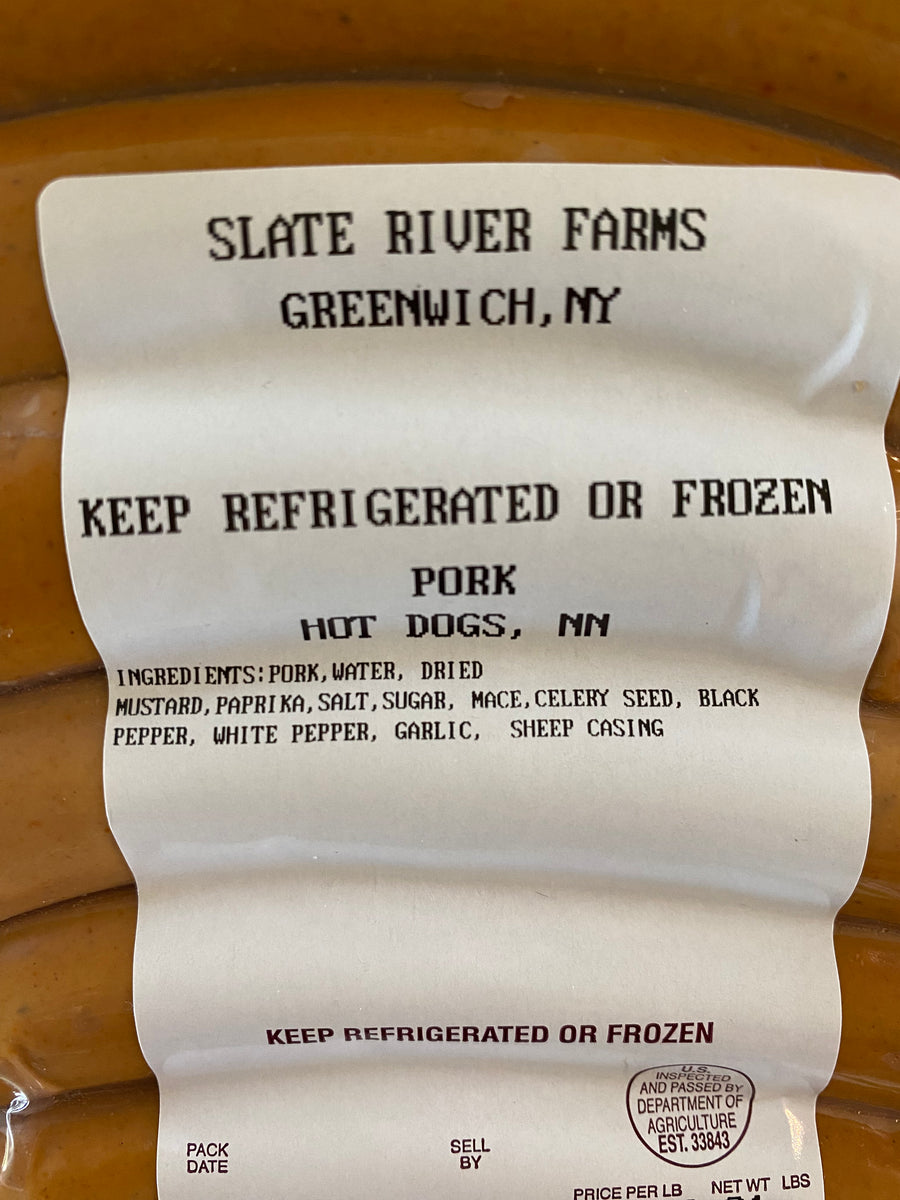 SLATE RIVER FARMS
GREENWICH, NY
KEEP REFRIGERATED OR FROZEN
PORK
HOT DOGS, NN
INGREDIENTS: PORK, WATER, DRIED
MUSTARD, PAPRIKA, SALT, SUGAR, MACE, CELERY SEED, BLACK
PEPPER, WHITE PEPPER, GARLIC, SHEEP CASING
KEEP REFRIGERATED OR FROZEN
U.S.
INSPECTED
AND PASSED BY
DEPARTMENT OF
AGRICULTURE
EST. 33843
PACK
DATE
SELL
BY
PRICE PER LB NET WT LBS